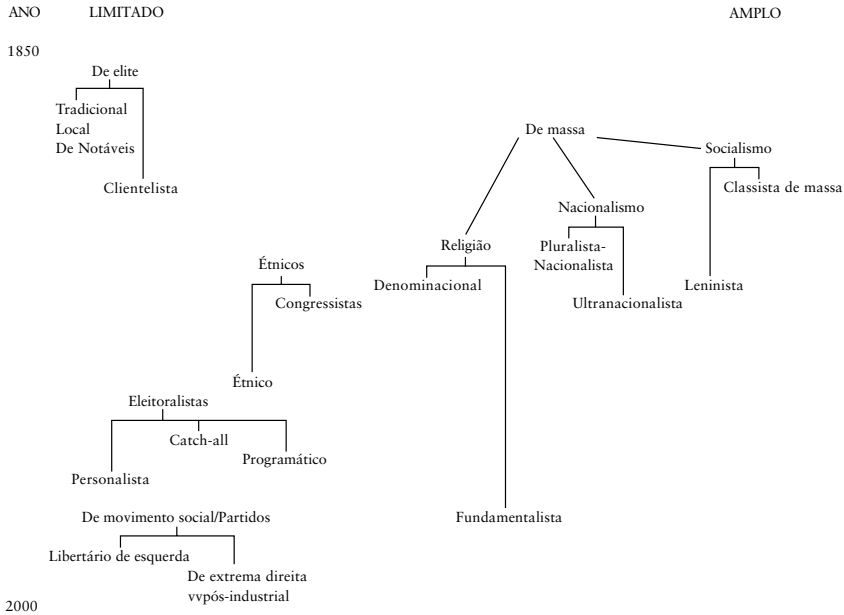 ANO LIMITADO AMPLO
1850
De elite
Tradicional
Local
De Notáveis
Clientelista
De massa
Socialismo
Classista de massa
Nacionalismo
Religião
Pluralista-
Nacionalista
Étnicos
Denominacional
Leninista
Congressistas
Ultranacionalista
Étnico
Eleitoralistas
Catch-all
Programático
Personalista
De movimento social/Partidos
Fundamentalista
Libertário de esquerda
De extrema direita
vvpós-industrial
2000